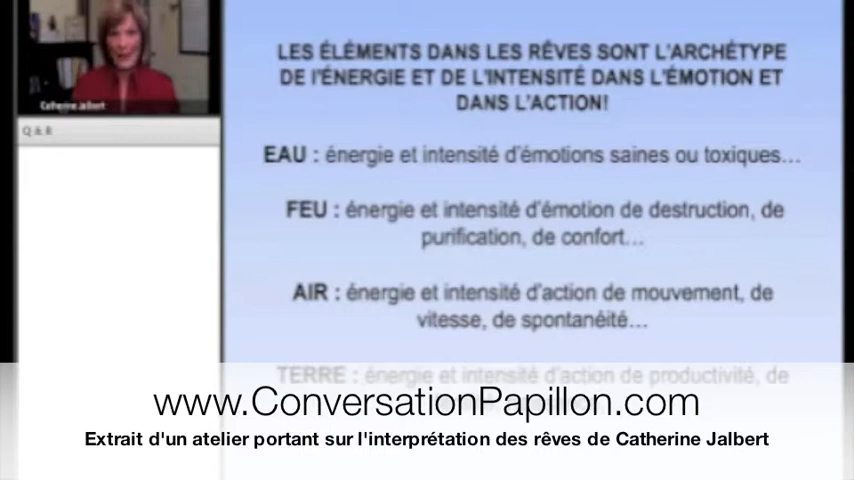 LES ÉLÉMENTS DANS LES RÊVES SONT L'ARCHÉTYPE
DE l'ÉNERGIE ET DE L'INTENSITÉ DANS L'ÉMOTION ET
DANS L'ACTION!
Catherine Jalbert
Q & R
EAU : énergie et intensité d'émotions saines ou toxiques...
FEU : énergie et intensité d'émotion de destruction, de
purification, de confort...
AIR : énergie et intensité d'action de mouvement, de
vitesse, de spontanéité...
TERRE : énergie et intensité d'action de productivité, de
www.ConversationPapillon.com
Extrait d'un atelier portant sur l'interprétation des rêves de Catherine Jalbert